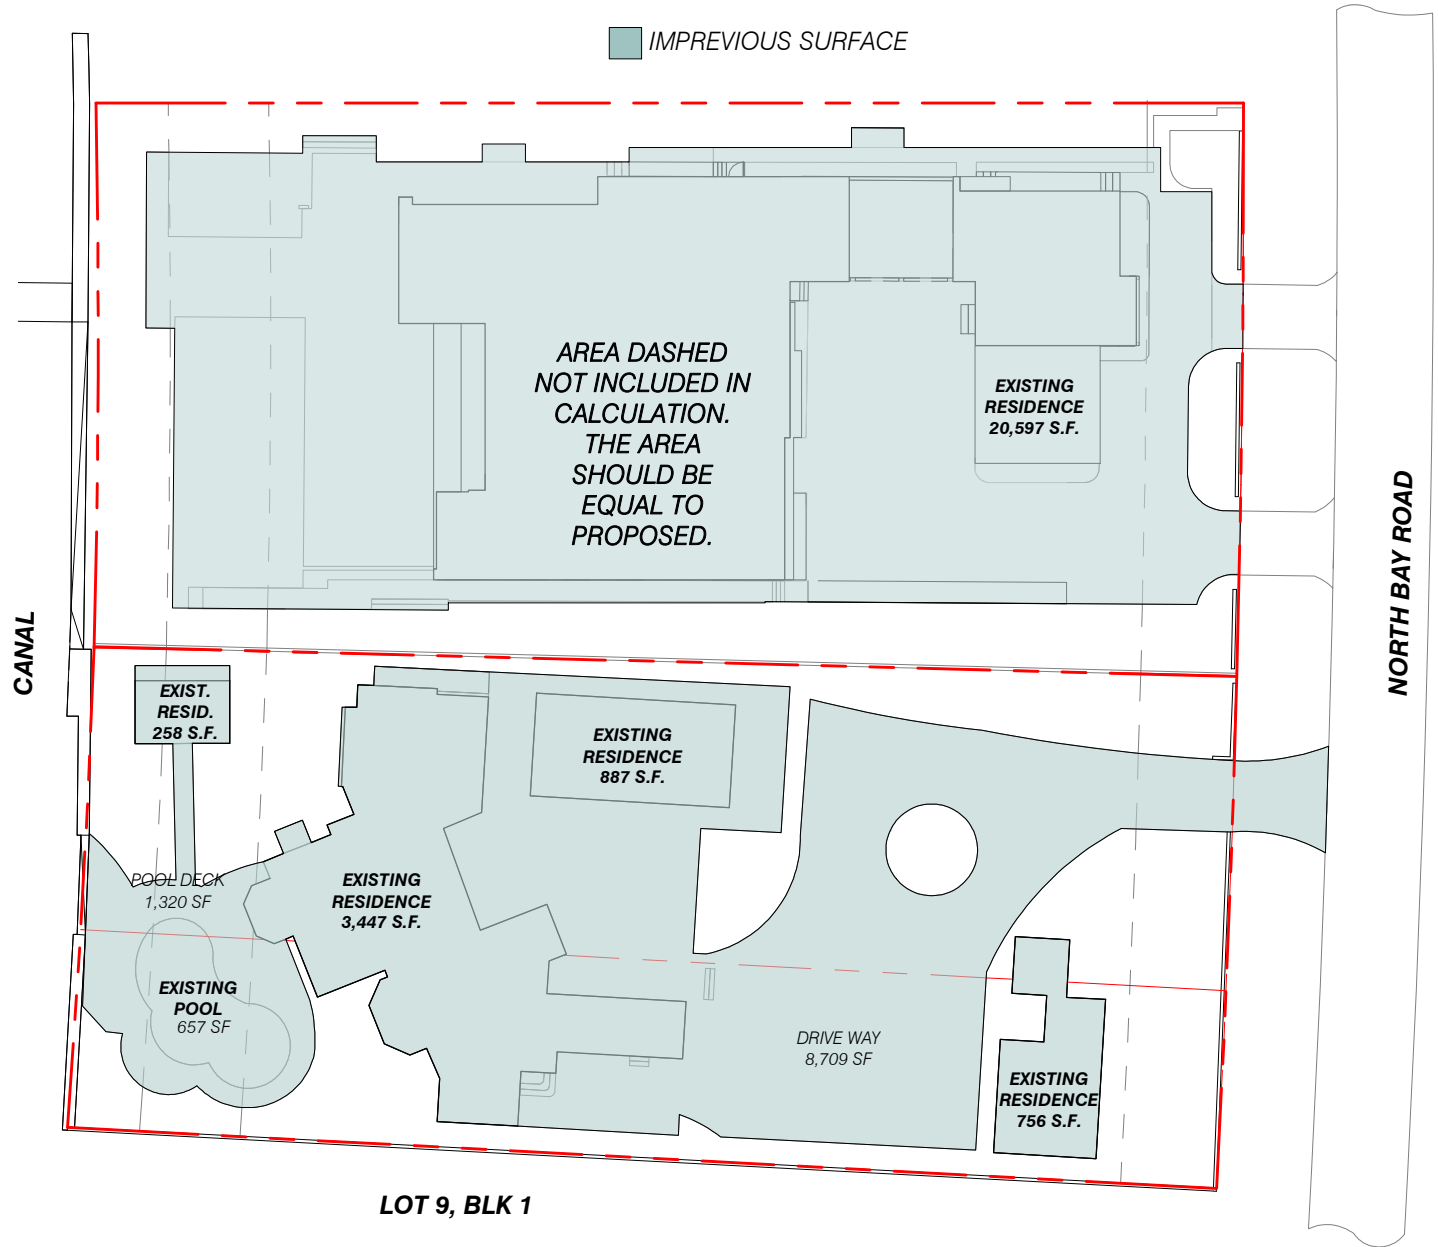 IMPREVIOUS SURFACE
AREA DASHED
NOT INCLUDED IN
CALCULATION.
THE AREA
SHOULD BE
EQUAL TO
PROPOSED.
EXISTING
RESIDENCE
20,597 S.F.
NORTH BAY ROAD
CANAL
EXIST.
RESID.
258 S.F.
EXISTING
RESIDENCE
887 S.F.
POOL DECK
1,320 SF
EXISTING
RESIDENCE
3,447 S.F.
EXISTING
POOL
657 SF
DRIVE WAY
8,709 SF
EXISTING
RESIDENCE
756 S.F.
LOT 9, BLK 1